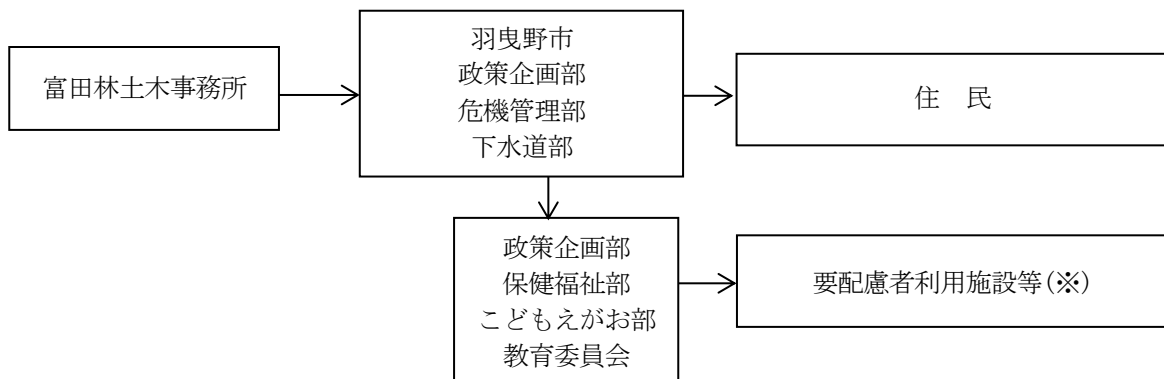 富田林土木事務所
羽曳野市
政策企画部
危機管理部
下水道部
住　民
政策企画部
保健福祉部
こどもえがお部
教育委員会
要配慮者利用施設等(※)